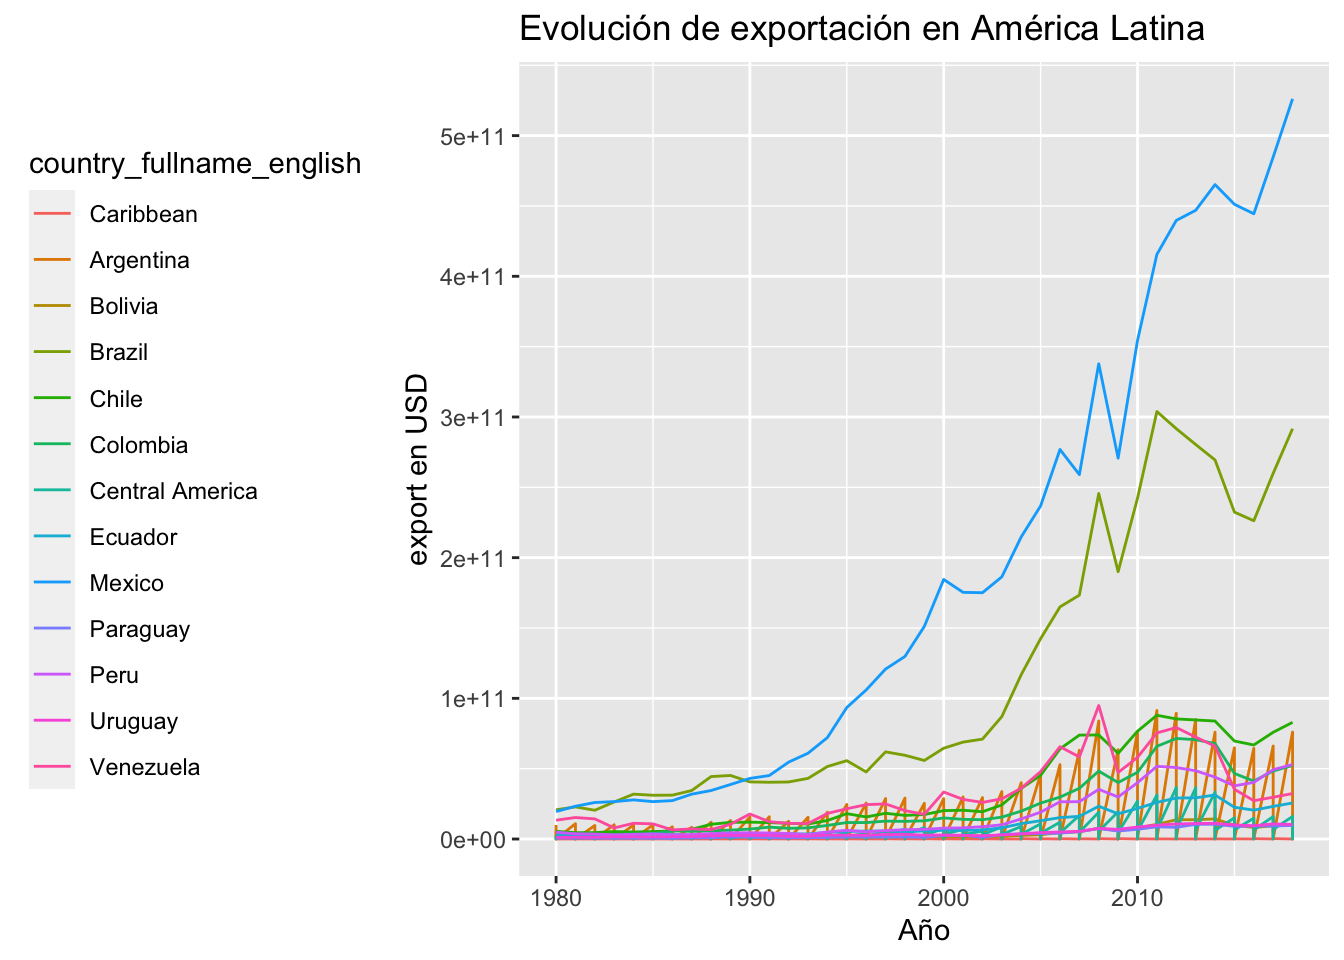 Evolución de exportación en América Latina
country_fullname_english
Caribbean
Argentina
Bolivia
Brazil
Chile
Colombia
Central America
Ecuador
Mexico
Paraguay
Peru
Uruguay
Venezuela
export en USD
5e+11
4e+11
3e+11
2e+11
1e+11
0e+00
1980
1990
2000
2010
Año